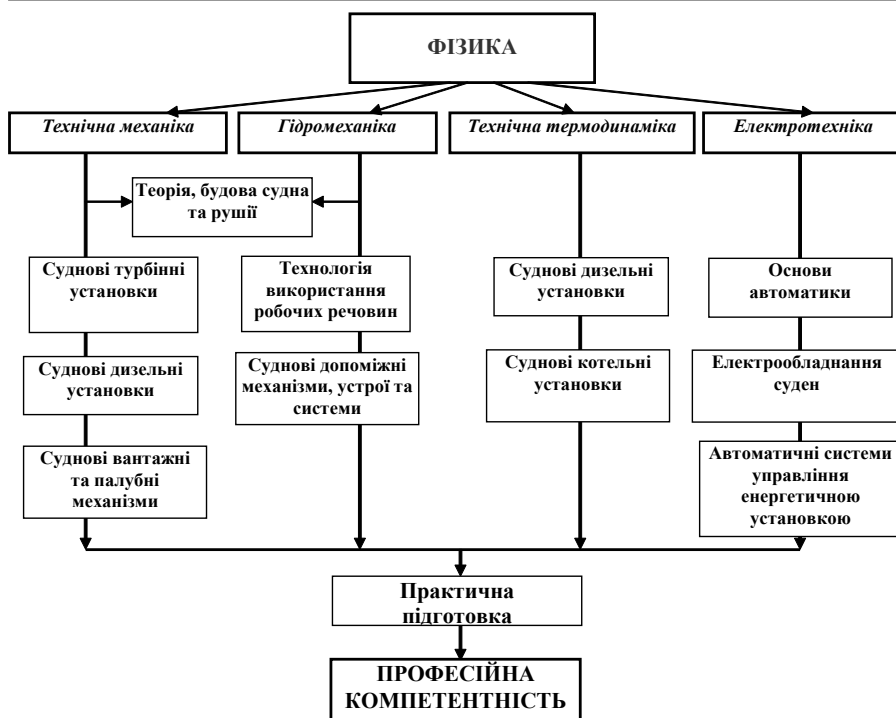 ФІЗИКА
Технічна механіка
Гідромеханіка
Технічна термодинаміка
Електротехніка
Теорія, будова судна
та рушії
Суднові турбінні
установки
Технологія
використання
робочих речовин
Суднові дизельні
установки
Основи
автоматики
Суднові дизельні
установки
Суднові допоміжні
механізми, устрої та
системи
Суднові котельні
установки
Електрообладнання
суден
Суднові вантажні
та палубні
механізми
Автоматичні системи
управління
енергетичною
установкою
Практична
підготовка
ПРОФЕСІЙНА
КОМПЕТЕНТНІСТЬ